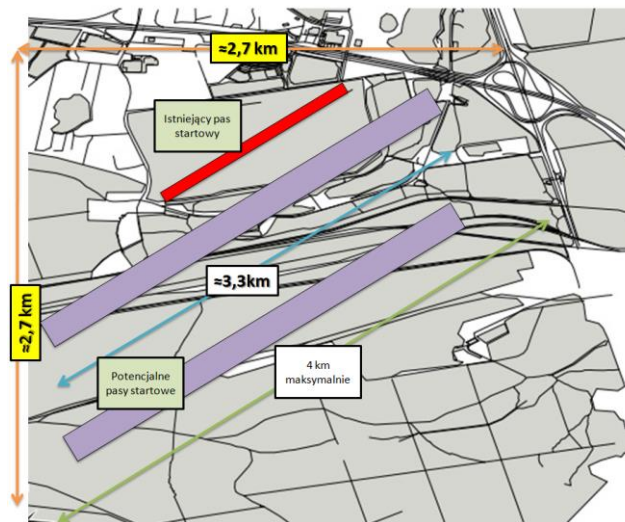 ≈2,7 km
Istniejący pas
startowy
≈3,3km
≈2,7 km
Potencjalne
pasy startowe
4 km
maksymalnie